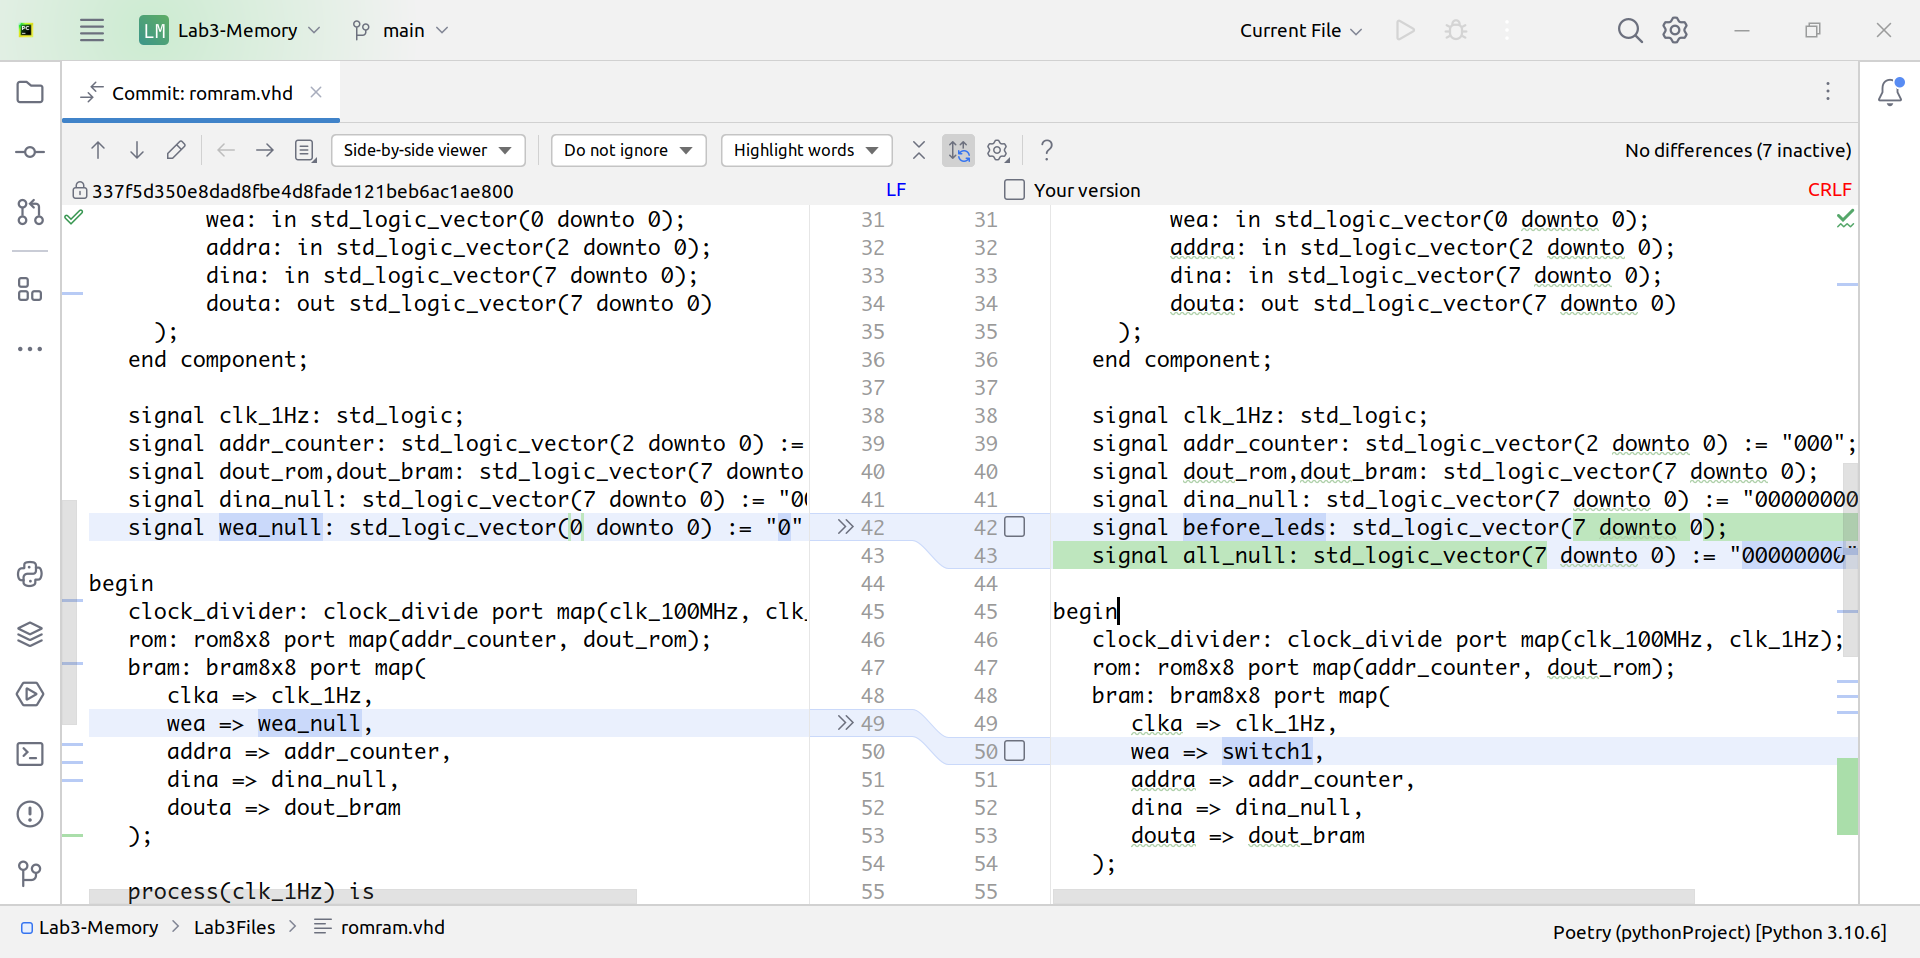 PC
LM Lab3-Memory main Current File
Commit: romram.vhd
Side-by-side viewer Do not ignore Highlight words ? No differences (7 inactive)
337f5d350e8dad8fbe4d8fade121beb6ac1ae800 LF Your version CRLF
wea: in std_logic_vector(0 downto 0); 31 31 wea: in std_logic_vector(0 downto 0);
addra: in std_logic_vector(2 downto 0); 32 32 addra: in std_logic_vector(2 downto 0);
dina: in std_logic_vector(7 downto 0); 33 33 dina: in std_logic_vector(7 downto 0);
douta: out std_logic_vector(7 downto 0) 34 34 douta: out std_logic_vector(7 downto 0)
); 35 35 );
end component; 36 36 end component;
37 37
signal clk_1Hz: std_logic; 38 38 signal clk_1Hz: std_logic;
signal addr_counter: std_logic_vector(2 downto 0) := 39 39 signal addr_counter: std_logic_vector(2 downto 0) := "000";
signal dout_rom,dout_bram: std_logic_vector(7 downto 40 40 signal dout_rom,dout_bram: std_logic_vector(7 downto 0);
signal dina_null: std_logic_vector(7 downto 0) := "00 41 41 signal dina_null: std_logic_vector(7 downto 0) := "00000000
signal wea_null: std_logic_vector(0 downto 0) := "0" 42 42 signal before_leds: std_logic_vector(7 downto 0);
43 43 signal all_null: std_logic_vector(7 downto 0) := "00000000"
begin 44 44
clock_divider: clock_divide port map(clk_100MHz, clk_ 45 45 begin
rom: rom8x8 port map(addr_counter, dout_rom); 46 46 clock_divider: clock_divide port map(clk_100MHz, clk_1Hz);
bram: bram8x8 port map( 47 47 rom: rom8x8 port map(addr_counter, dout_rom);
clka => clk_1Hz, 48 48 bram: bram8x8 port map(
wea => wea_null, 49 49 clka => clk_1Hz,
addra => addr_counter, 50 50 wea => switch1,
dina => dina_null, 51 51 addra => addr_counter,
douta => dout_bram 52 52 dina => dina_null,
); 53 53 douta => dout_bram
54 54 );
process(clk_1Hz) is 55 55
Lab3-Memory Lab3Files romram.vhd Poetry (pythonProject) [Python 3.10.6]